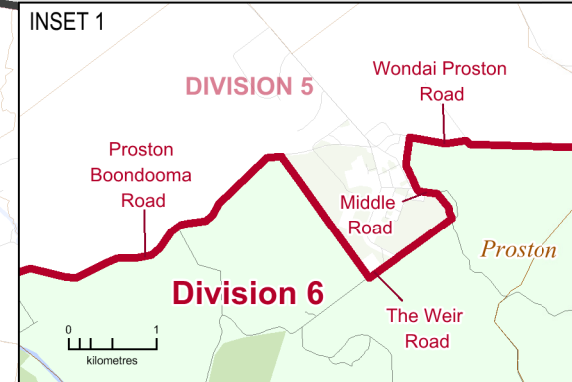 INSET 1
DIVISION 5
Wondai Proston
Road
Proston
Boondooma
Road
Middle
Road
Proston
Division 6
The Weir
Road
0 1
kilometres